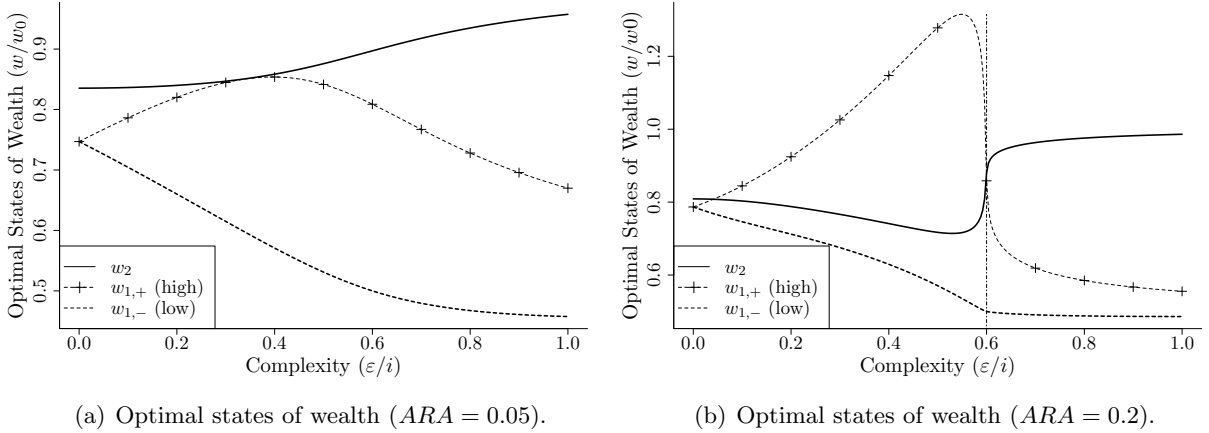 Optimal States of Wealth (w/w₀)
0.9
0.8
0.7
0.6
0.5
w₂
w₁,₊ (high)
w₁,₋ (low)
0.0 0.2 0.4 0.6 0.8 1.0
Complexity (ε/i)
(a) Optimal states of wealth (ARA = 0.05).
Optimal States of Wealth (w/w0)
1.2
1.0
0.8
0.6
w₂
w₁,₊ (high)
w₁,₋ (low)
0.0 0.2 0.4 0.6 0.8 1.0
Complexity (ε/i)
(b) Optimal states of wealth (ARA = 0.2).